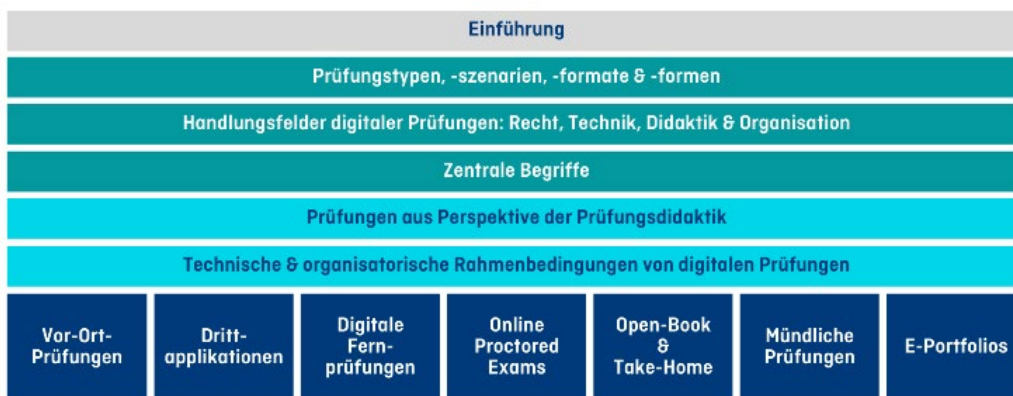 Einführung
Prüfungstypen, -szenarien, -formate & -formen
Handlungsfelder digitaler Prüfungen: Recht, Technik, Didaktik & Organisation
Zentrale Begriffe
Prüfungen aus Perspektive der Prüfungsdidaktik
Technische & organisatorische Rahmenbedingungen von digitalen Prüfungen
Vor-Ort-
Prüfungen
Dritt-
applikationen
Digitale
Fern-
prüfungen
Online
Proctored
Exams
Open-Book
&
Take-Home
Mündliche
Prüfungen
E-Portfolios